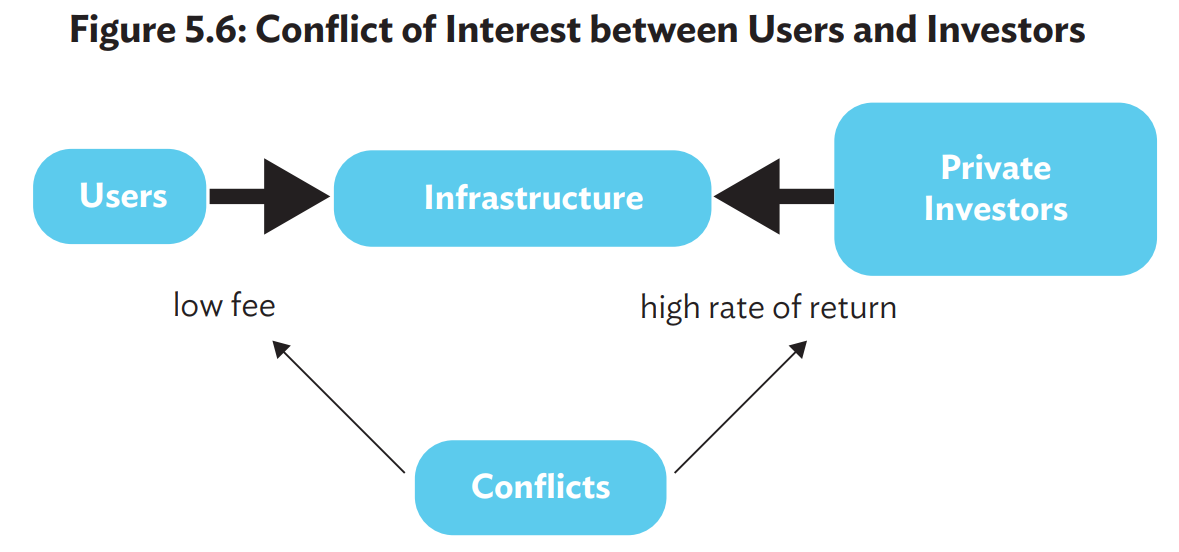 Figure 5.6: Conflict of Interest between Users and Investors
Users
Infrastructure
Private
Investors
low fee
high rate of return
Conflicts